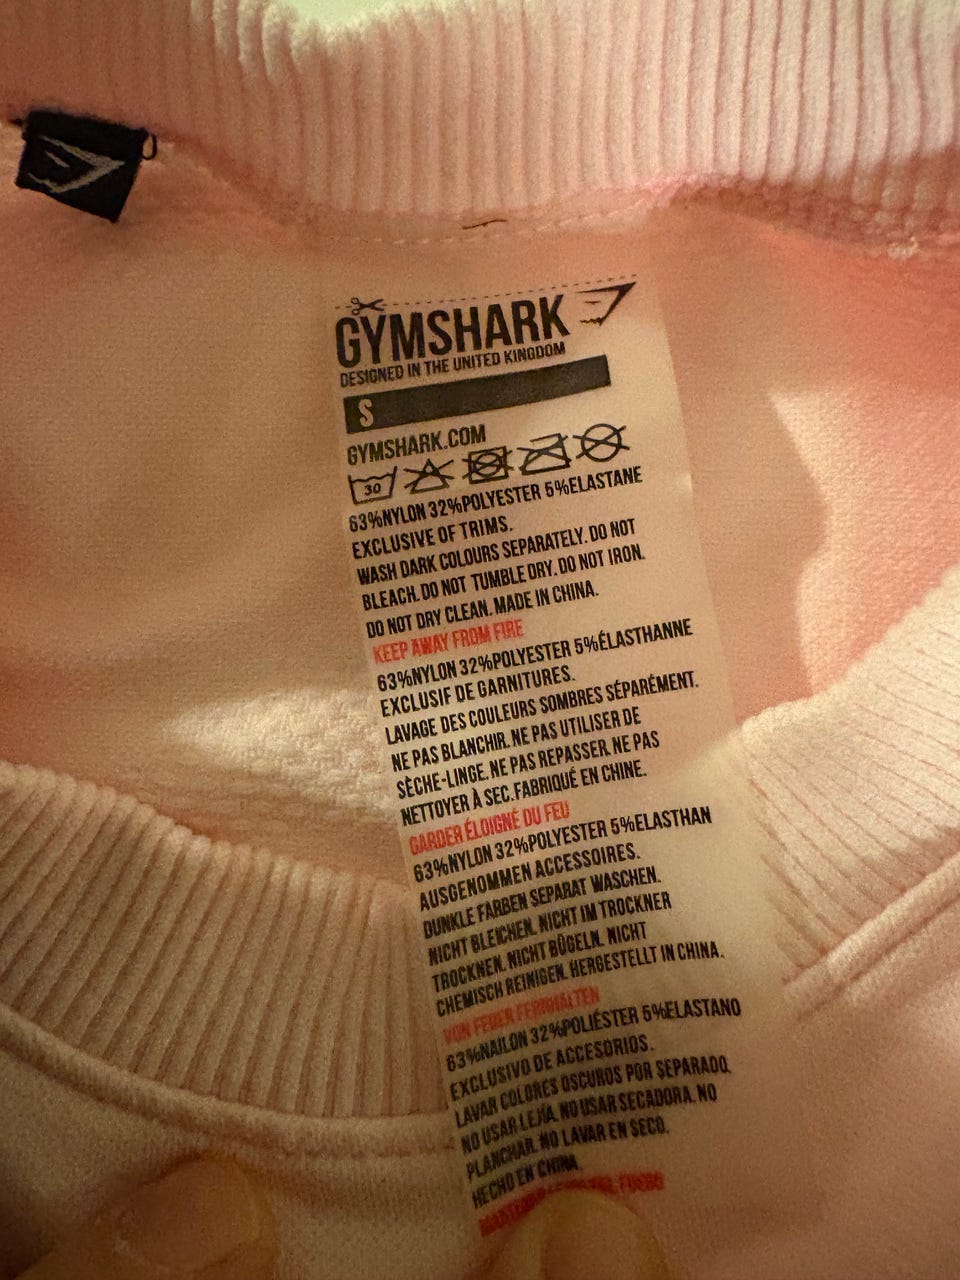 GYMSHARK
DESIGNED IN THE UNITED KINGDOM
S
GYMSHARK.COM
30
63%NYLON 32%POLYESTER 5%ELASTANE
EXCLUSIVE OF TRIMS.
WASH DARK COLOURS SEPARATELY. DO NOT
BLEACH. DO NOT TUMBLE DRY. DO NOT IRON.
DO NOT DRY CLEAN. MADE IN CHINA.
KEEP AWAY FROM FIRE
63%NYLON 32%POLYESTER 5%ÉLASTHANNE
EXCLUSIF DE GARNITURES.
LAVAGE DES COULEURS SOMBRES SÉPARÉMENT.
NE PAS BLANCHIR. NE PAS UTILISER DE
SÈCHE-LINGE. NE PAS REPASSER. NE PAS
NETTOYER À SEC.FABRIQUÉ EN CHINE.
GARDER ÉLOIGNÉ DU FEU
63%NYLON 32%POLYESTER 5%ELASTHAN
AUSGENOMMEN ACCESSOIRES.
DUNKLE FARBEN SEPARAT WASCHEN.
NICHT BLEICHEN. NICHT IM TROCKNER
TROCKNEN. NICHT BÜGELN. NICHT
CHEMISCH REINIGEN. HERGESTELLT IN CHINA.
VON FEUER FERNHALTEN
63%NAILON 32%POLIÉSTER 5%ELASTANO
EXCLUSIVO DE ACCESORIOS.
LAVAR COLORES OSCUROS POR SEPARADO.
NO USAR LEJÍA. NO USAR SECADORA. NO
PLANCHAR. NO LAVAR EN SECO.
HECHO EN CHINA.
FUEGO